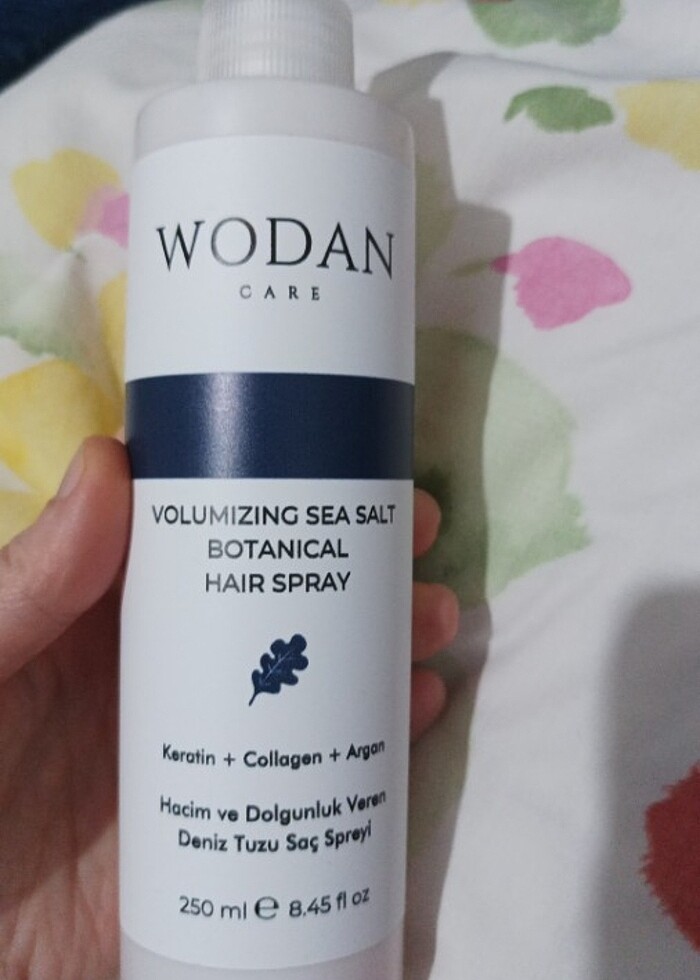 WODAN
CARE
VOLUMIZING SEA SALT
BOTANICAL
HAIR SPRAY
Keratin + Collagen + Argan
Hacim ve Dolgunluk Veren
Deniz Tuzu Saç Spreyi
250 ml ℮ 8.45 fl oz